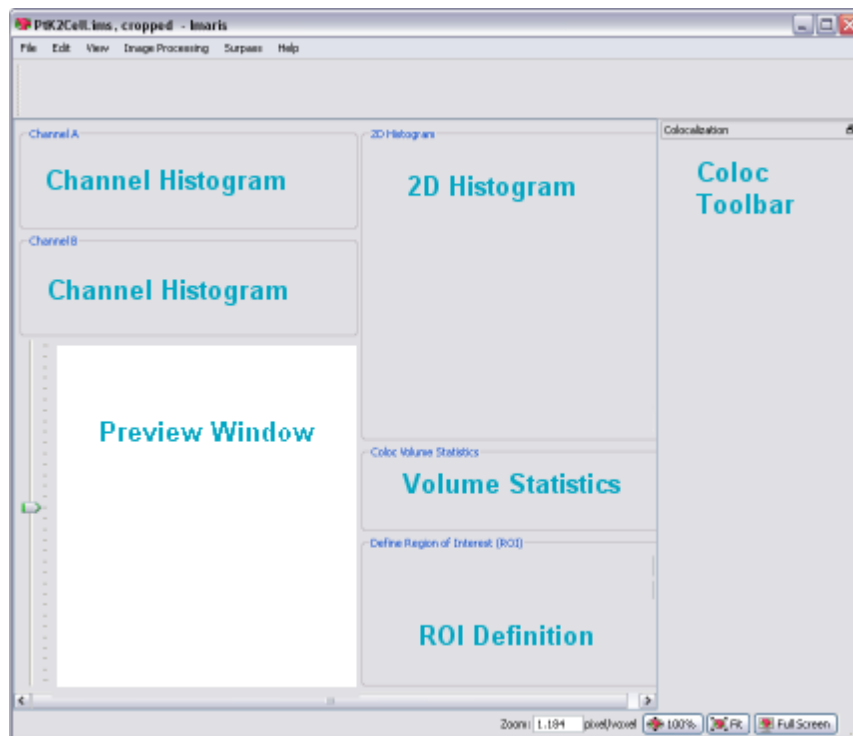 PtK2Cell.ims, cropped - Imaris
File Edit View Image Processing Surpass Help
Channel A
Channel Histogram
Channel B
Channel Histogram
Preview Window
2D Histogram
2D Histogram
Coloc Volume Statistics
Volume Statistics
Define Region of Interest (ROI)
ROI Definition
Colocalization
Coloc
Toolbar
Zoom: 1.184 pixel/voxel 100% Fit Full Screen